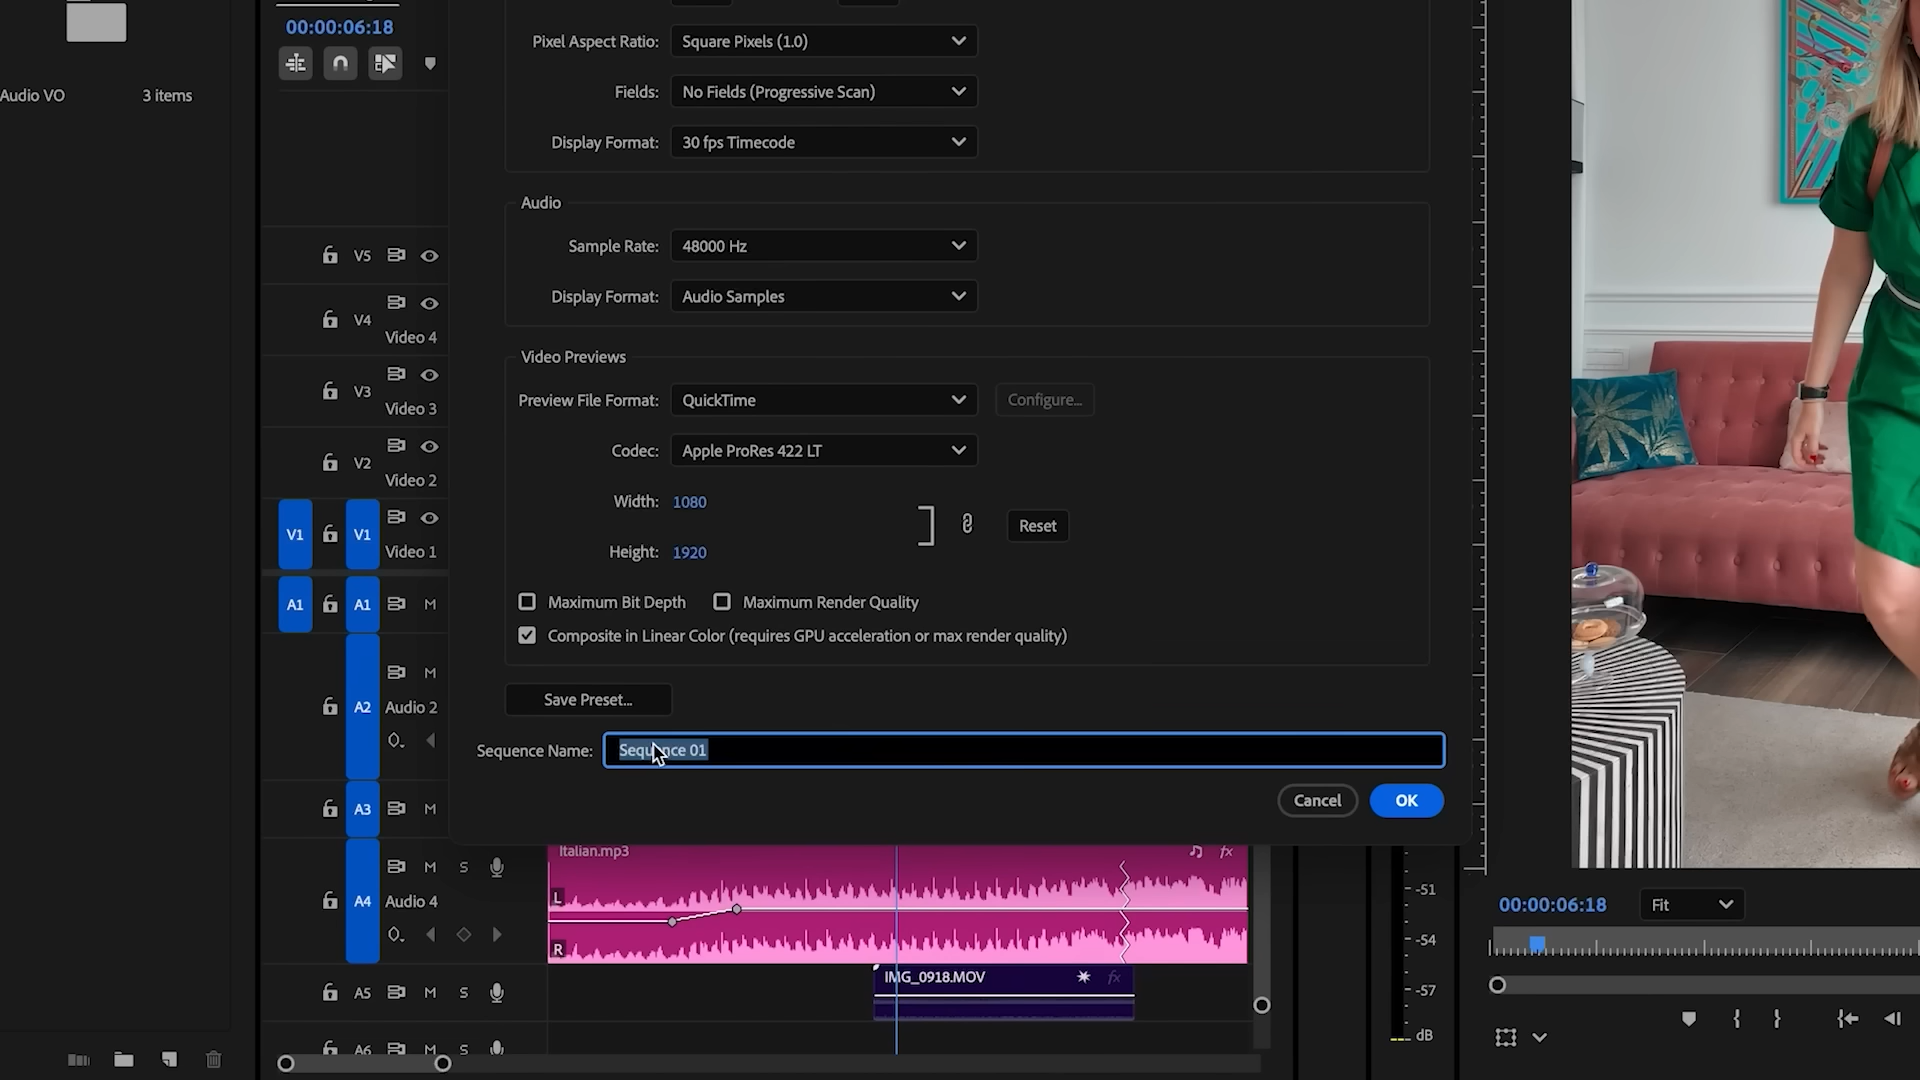 00:00:06:18
Audio VO 3 items
Pixel Aspect Ratio: Square Pixels (1.0)
Fields: No Fields (Progressive Scan)
Display Format: 30 fps Timecode
Audio
Sample Rate: 48000 Hz
Display Format: Audio Samples
Video Previews
Preview File Format: QuickTime Configure...
Codec: Apple ProRes 422 LT
Width: 1080
Height: 1920
Reset
Maximum Bit Depth Maximum Render Quality
Composite in Linear Color (requires GPU acceleration or max render quality)
Save Preset...
Sequence Name: Sequence 01
Cancel OK
V5
V4
Video 4
V3
Video 3
V2
Video 2
V1 V1
Video 1
A1 A1 M
M
A2 Audio 2
A3 M
M S
A4 Audio 4
A5 M S
A6 M S
Italian.mp3 fx
L
R
IMG_0918.MOV fx
-51
-54
-57
dB
00:00:06:18 Fit